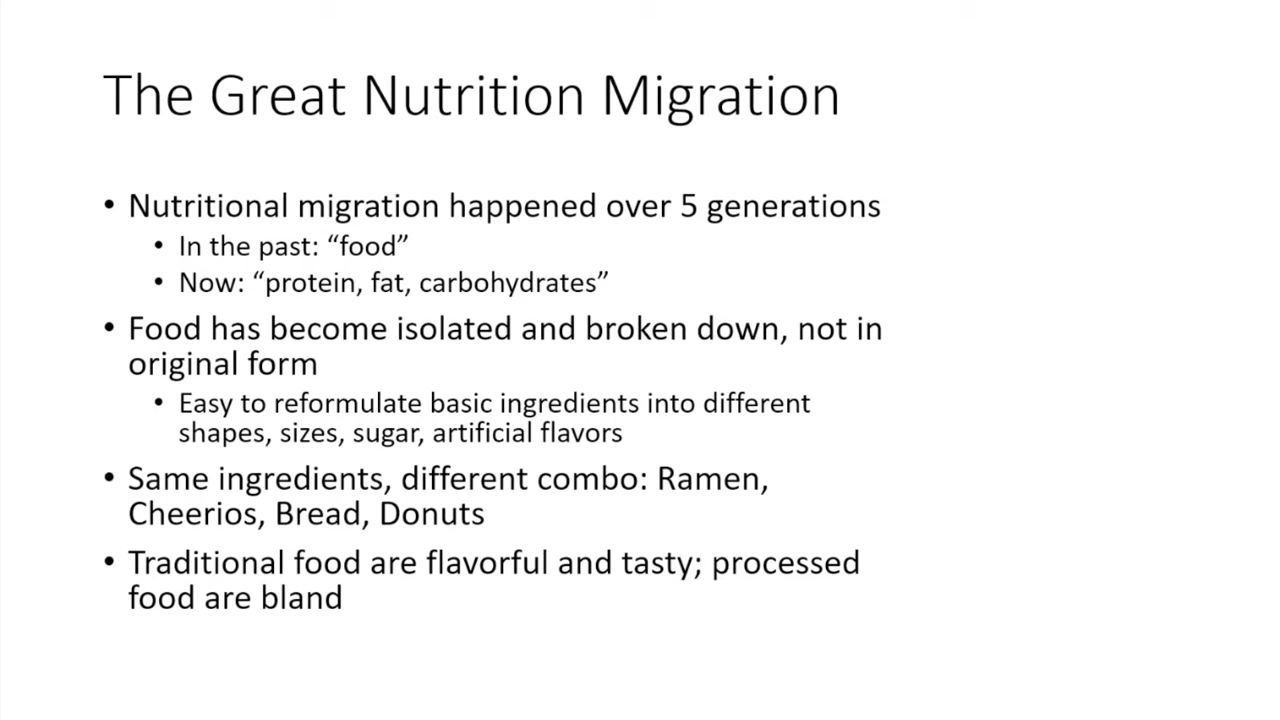 The Great Nutrition Migration
• Nutritional migration happened over 5 generations
• In the past: “food”
• Now: “protein, fat, carbohydrates”
• Food has become isolated and broken down, not in
original form
• Easy to reformulate basic ingredients into different
shapes, sizes, sugar, artificial flavors
• Same ingredients, different combo: Ramen,
Cheerios, Bread, Donuts
• Traditional food are flavorful and tasty; processed
food are bland